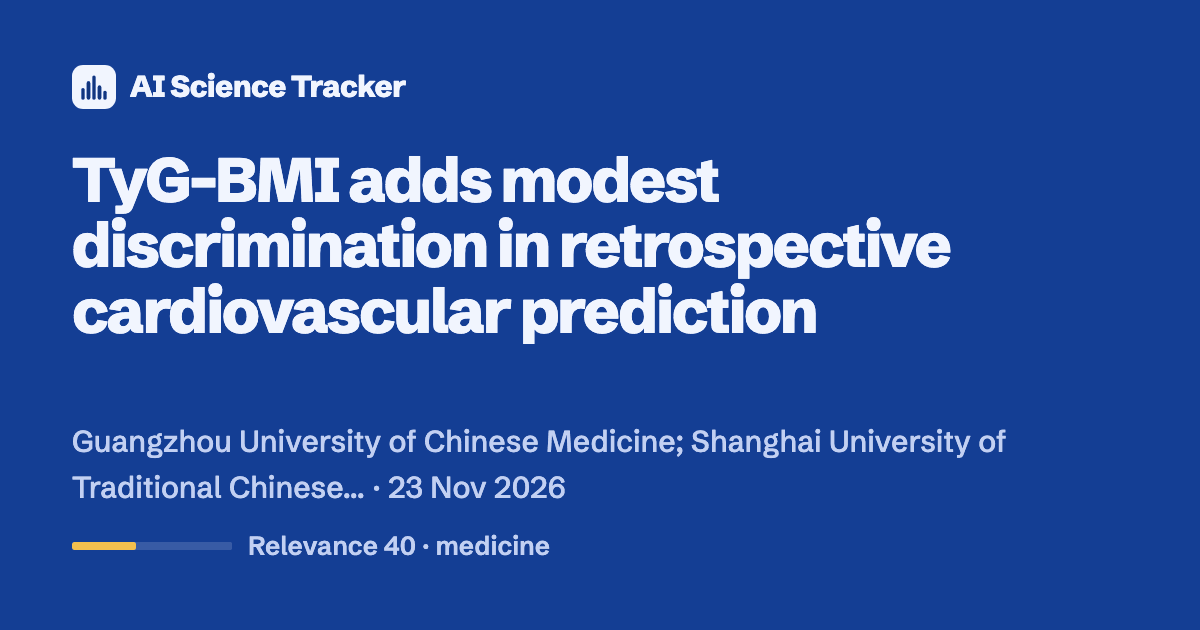 AI Science Tracker
TyG-BMI adds modest
discrimination in retrospective
cardiovascular prediction
Guangzhou University of Chinese Medicine; Shanghai University of
Traditional Chinese... · 23 Nov 2026
Relevance 40 · medicine